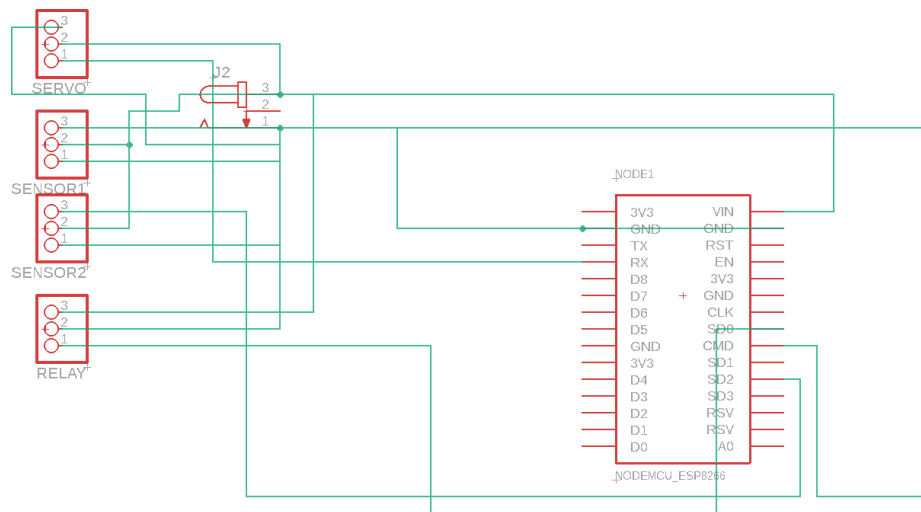 3
2
1
SERVO
J2
3
2
1
3
2
1
SENSOR1
3
2
1
SENSOR2
3
2
1
RELAY
NODE1
3V3 VIN
GND GND
TX RST
RX EN
D8 3V3
D7 GND
D6 CLK
D5 SD0
GND CMD
3V3 SD1
D4 SD2
D3 SD3
D2 RSV
D1 RSV
D0 A0
NODEMCU_ESP8266